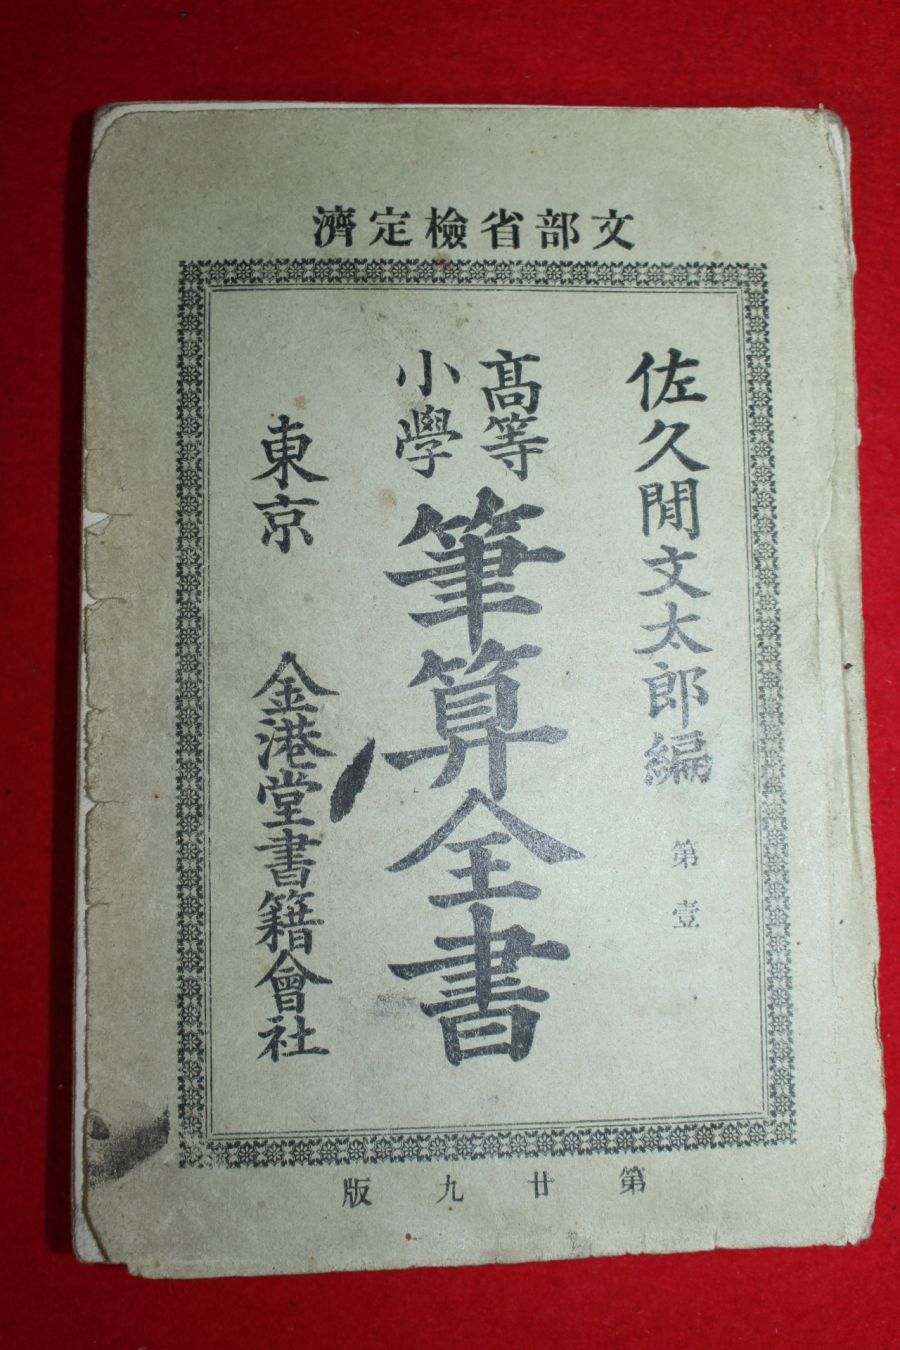 文部省檢定濟
佐久間文太郎編
第壹
高等
小學
筆算全書
東京
金港堂書籍會社
第廿九版